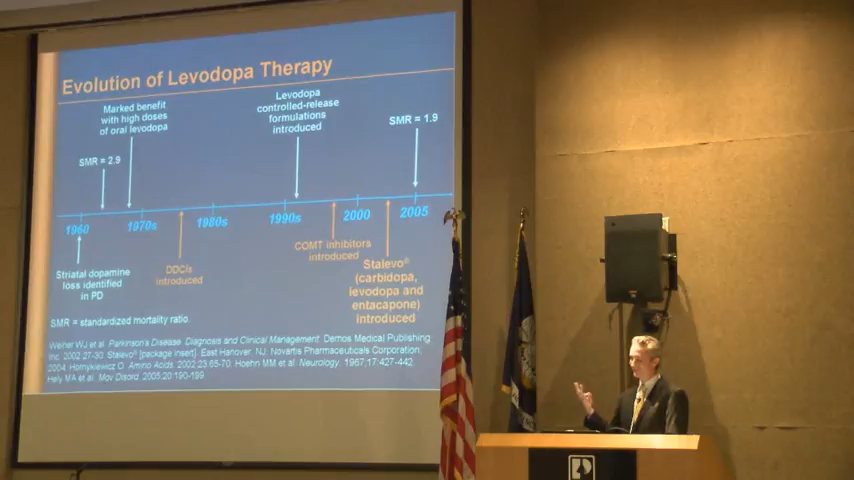 Evolution of Levodopa Therapy
Marked benefit
with high doses
of oral levodopa
Levodopa
controlled-release
formulations
introduced
SMR = 1.9
SMR = 2.9
1960
1970s
1980s
1990s
2000
2005
Striatal dopamine
loss identified
in PD
DDCIs
introduced
COMT inhibitors
introduced
Stalevo®
(carbidopa,
levodopa and
entacapone)
introduced
SMR = standardized mortality ratio.
Weiner WJ et al. Parkinson's Disease: Diagnosis and Clinical Management. Demos Medical Publishing
Inc. 2002:27-30. Stalevo® [package insert]. East Hanover, NJ: Novartis Pharmaceuticals Corporation;
2004. Hornykiewicz O. Amino Acids. 2002;23:65-70. Hoehn MM et al. Neurology. 1967;17:427-442.
Hely MA et al. Mov Disord. 2005;20:190-199.